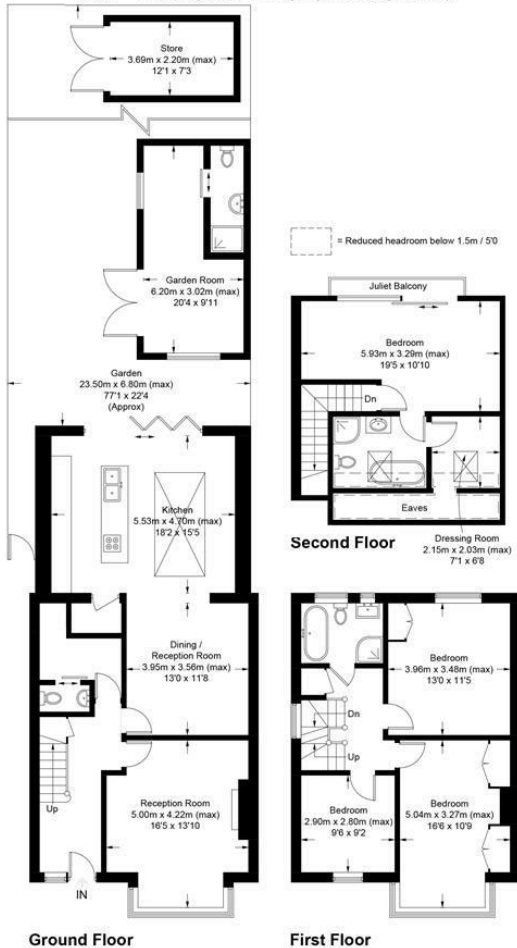 Store
3.69m x 2.20m (max)
12'1 x 7'3
= Reduced headroom below 1.5m / 5'0
Garden Room
6.20m x 3.02m (max)
20'4 x 9'11
Juliet Balcony
Bedroom
5.93m x 3.29m (max)
19'5 x 10'10
Dn
Eaves
Second Floor
Dressing Room
2.15m x 2.03m (max)
7'1 x 6'8
Garden
23.50m x 6.80m (max)
77'1 x 22'4
(Approx)
Kitchen
5.53m x 4.70m (max)
18'2 x 15'5
Dining /
Reception Room
3.95m x 3.56m (max)
13'0 x 11'8
Reception Room
5.00m x 4.22m (max)
16'5 x 13'10
Up
IN
Ground Floor
Bedroom
3.96m x 3.48m (max)
13'0 x 11'5
Dn
Up
Bedroom
2.90m x 2.80m (max)
9'6 x 9'2
Bedroom
5.04m x 3.27m (max)
16'6 x 10'9
First Floor